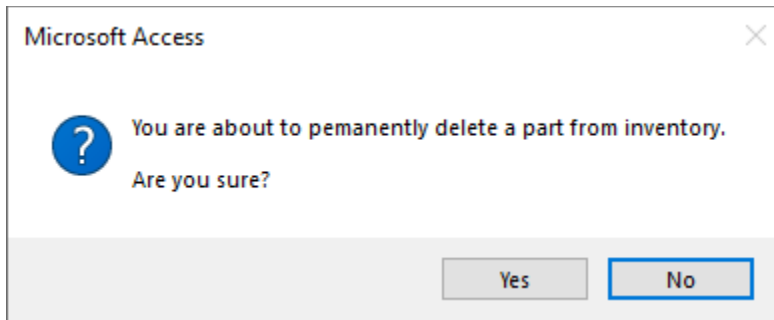 Microsoft Access
?
You are about to pemanently delete a part from inventory.
Are you sure?
Yes
No